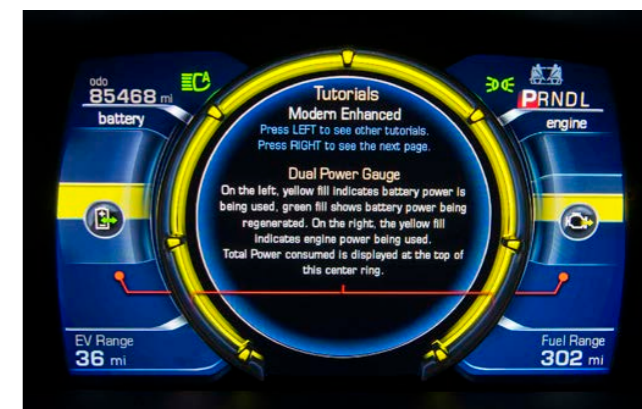 odo
85468 mi
battery
A
PRNDL
engine
Tutorials
Modern Enhanced
Press LEFT to see other tutorials.
Press RIGHT to see the next page.
Dual Power Gauge
On the left, yellow fill indicates battery power is
being used, green fill shows battery power being
regenerated. On the right, the yellow fill
indicates engine power being used.
Total Power consumed is displayed at the top of
this center ring.
EV Range
36 mi
Fuel Range
302 mi